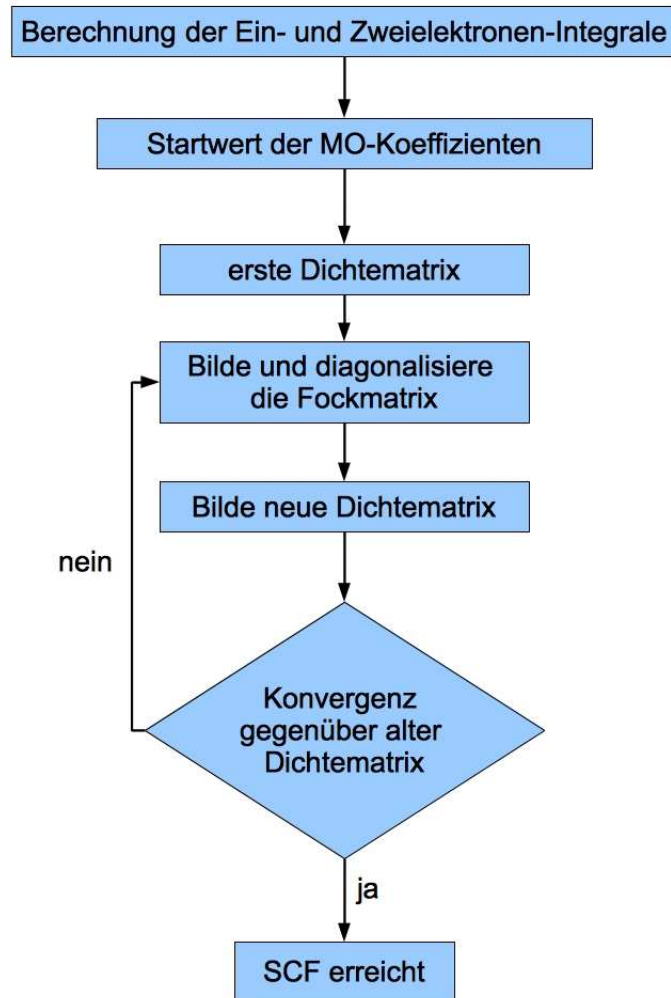 Berechnung der Ein- und Zweielektronen-Integrale
Startwert der MO-Koeffizienten
erste Dichtematrix
Bilde und diagonalisiere
die Fockmatrix
Bilde neue Dichtematrix
nein
Konvergenz
gegenüber alter
Dichtematrix
ja
SCF erreicht